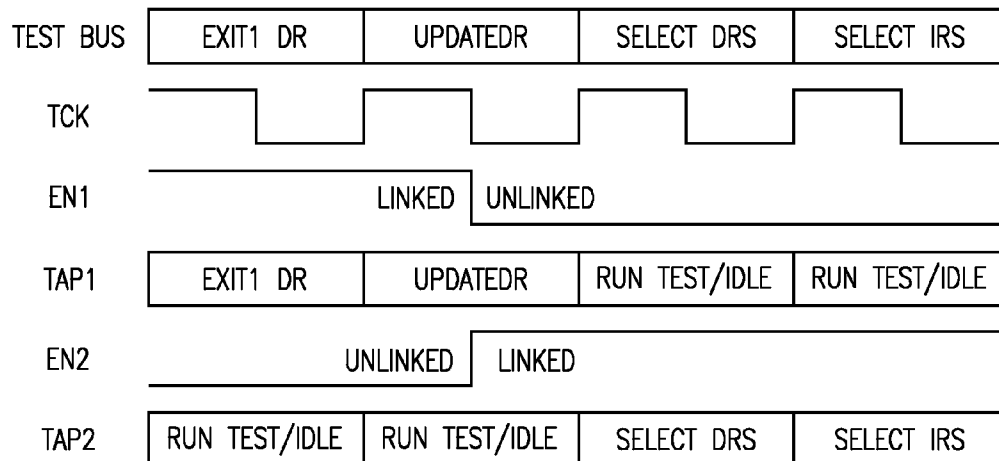 TEST BUS EXIT1 DR UPDATEDR SELECT DRS SELECT IRS
TCK
EN1 LINKED UNLINKED
TAP1 EXIT1 DR UPDATEDR RUN TEST/IDLE RUN TEST/IDLE
EN2 UNLINKED LINKED
TAP2 RUN TEST/IDLE RUN TEST/IDLE SELECT DRS SELECT IRS